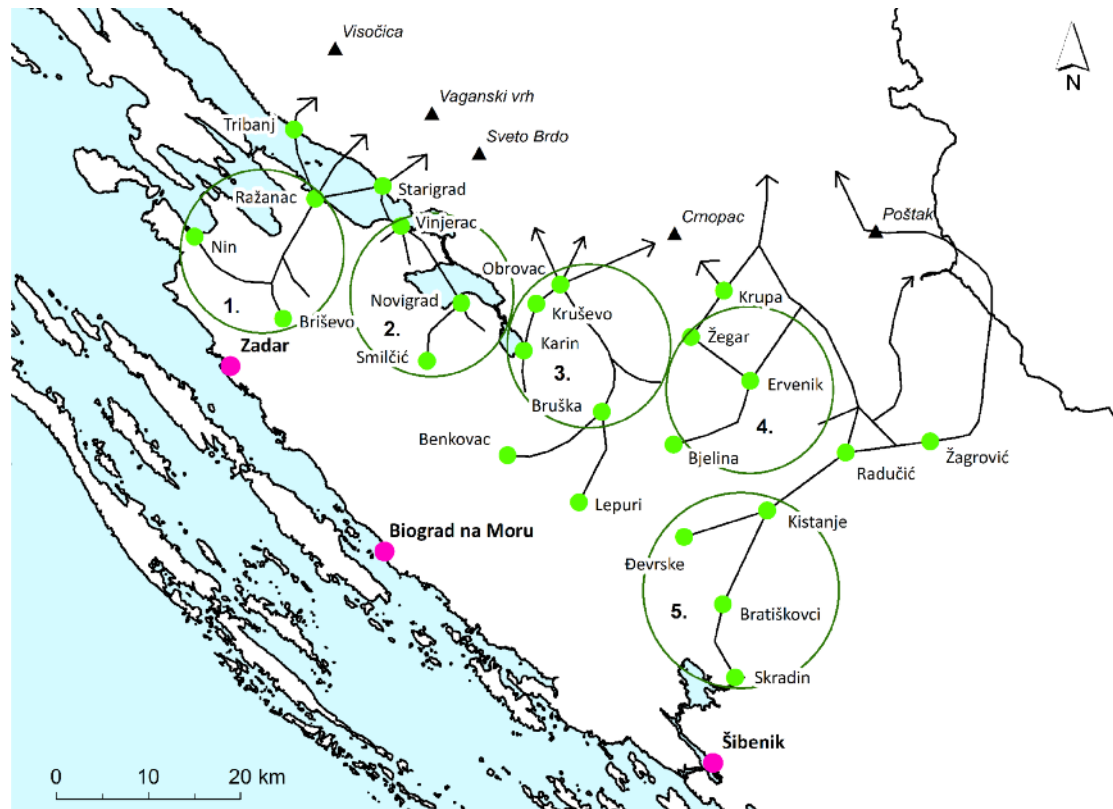 Visočica
N
Vaganski vrh
Tribanj
Sveto Brdo
Starigrad
Ražanac
Vinjerac
Nin
Crnopac
Poštak
Obrovac
1.
Novigrad
Kruševo
Krupa
Briševo
2.
Zadar
Karin
Žegar
Smilčić
3.
Ervenik
Bruška
4.
Benkovac
Bjelina
Radučić
Žagrović
Lepuri
Kistanje
Biograd na Moru
Đevrske
5.
Bratiškovci
Skradin
Šibenik
0 10 20 km